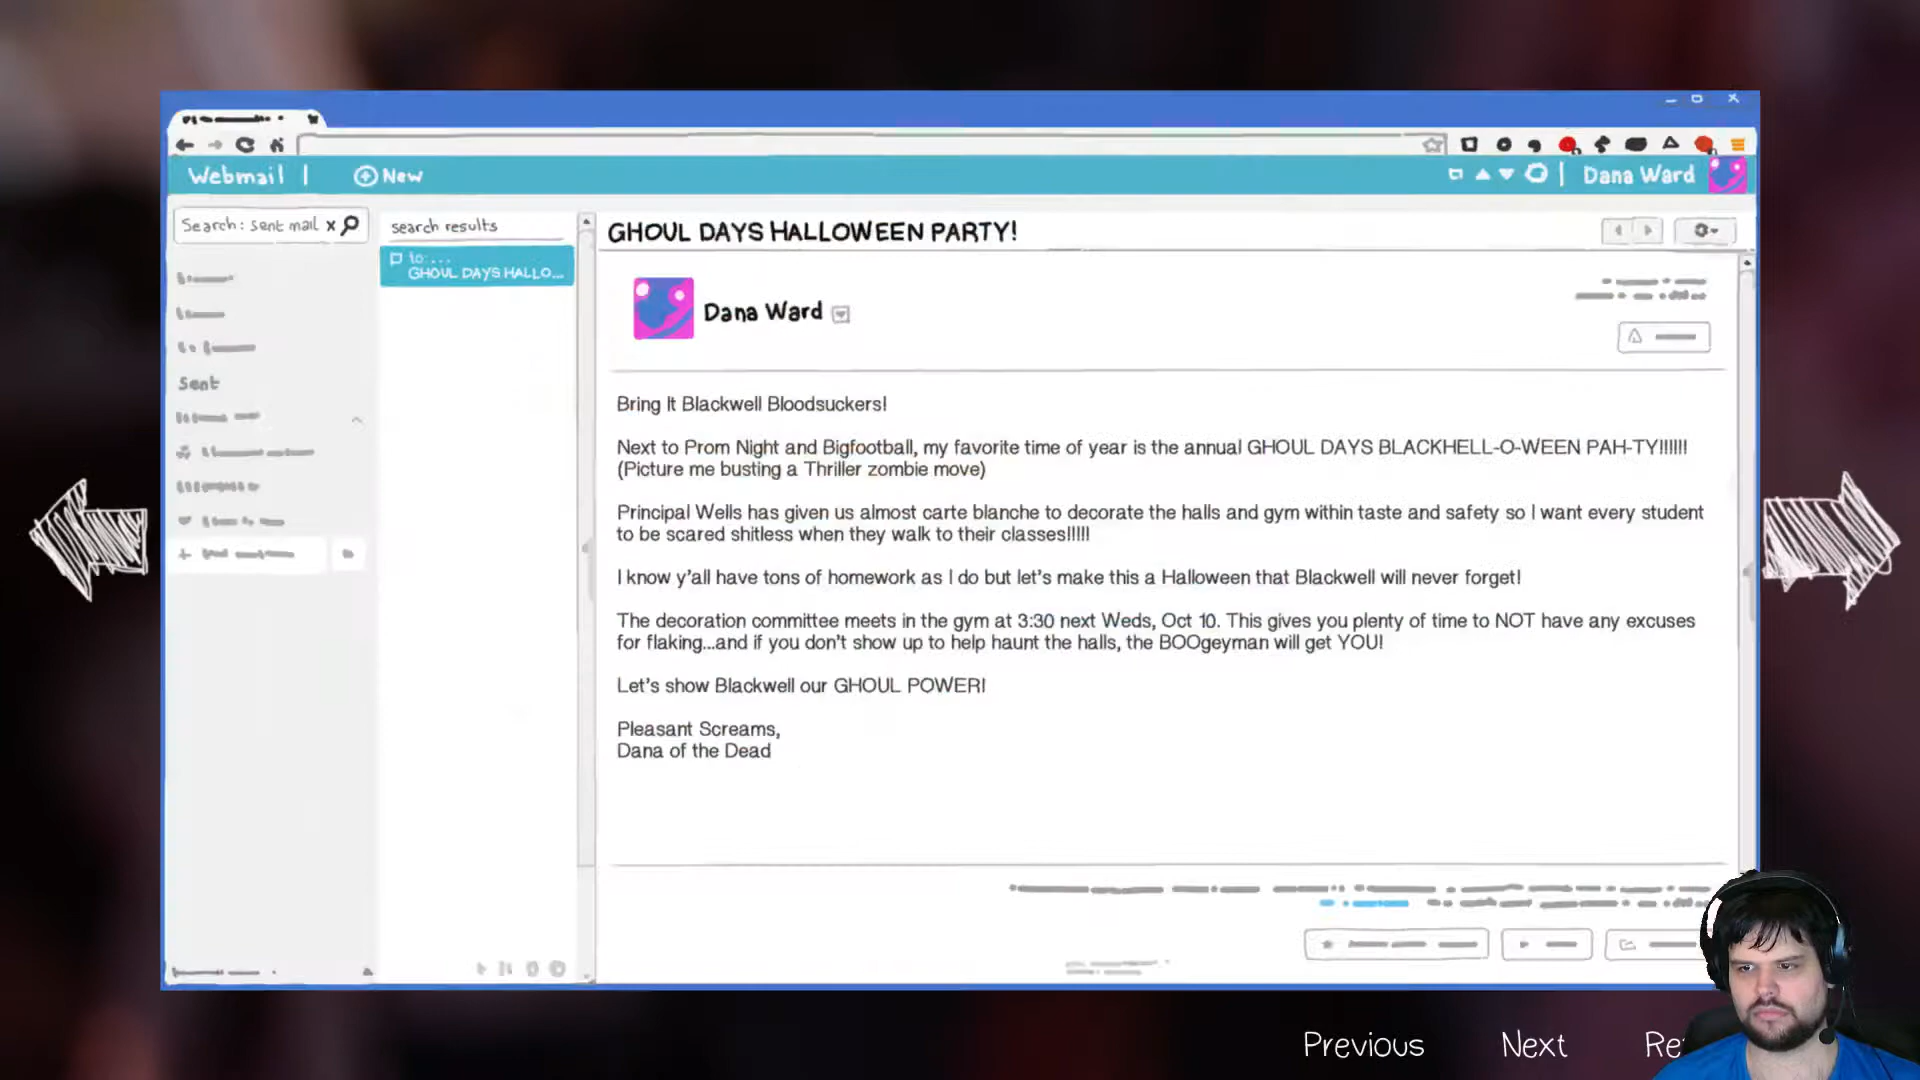 Webmail | New
Dana Ward
Search: sent mail x
search results
to: ...
GHOUL DAYS HALLO...
Sent
GHOUL DAYS HALLOWEEN PARTY!
Dana Ward
Bring It Blackwell Bloodsuckers!
Next to Prom Night and Bigfootball, my favorite time of year is the annual GHOUL DAYS BLACKHELL-O-WEEN PAH-TY!!!!!!
(Picture me busting a Thriller zombie move)
Principal Wells has given us almost carte blanche to decorate the halls and gym within taste and safety so I want every student
to be scared shitless when they walk to their classes!!!!!
I know y'all have tons of homework as I do but let's make this a Halloween that Blackwell will never forget!
The decoration committee meets in the gym at 3:30 next Weds, Oct 10. This gives you plenty of time to NOT have any excuses
for flaking...and if you don't show up to help haunt the halls, the BOOgeyman will get YOU!
Let's show Blackwell our GHOUL POWER!
Pleasant Screams,
Dana of the Dead
Previous
Next